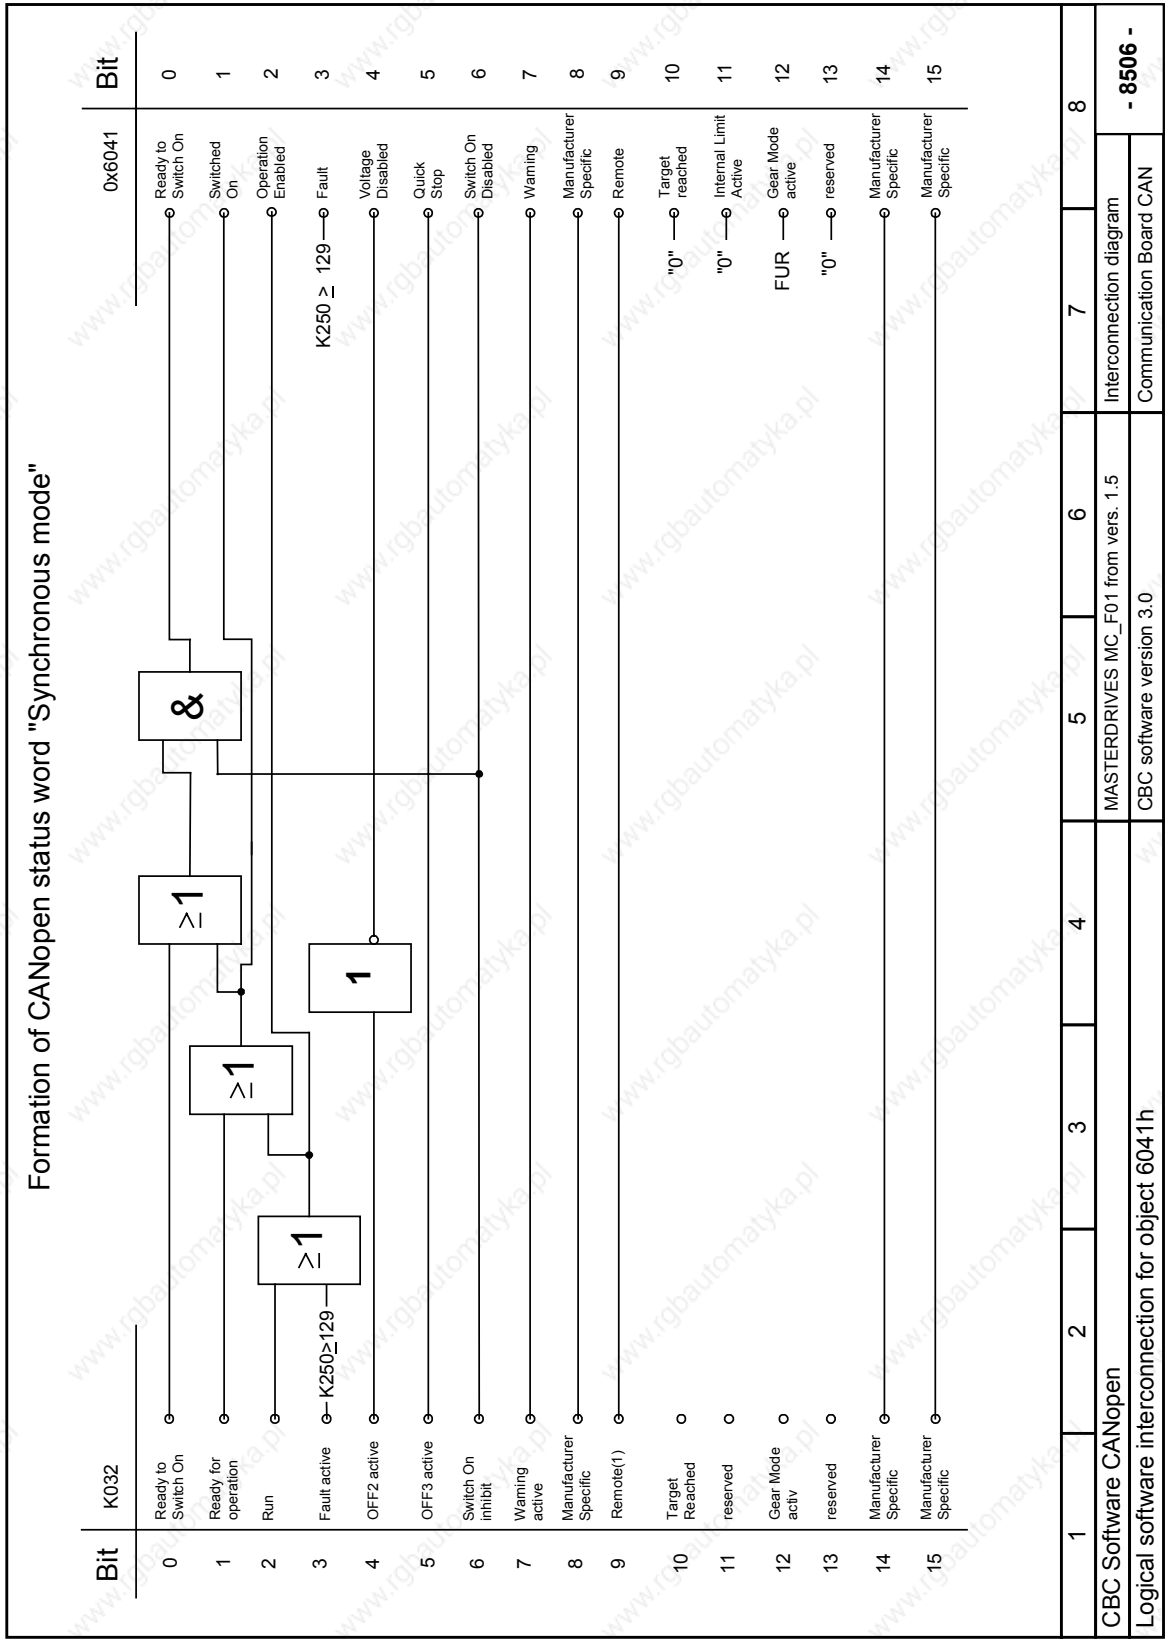 Formation of CANopen status word "Synchronous mode"
Bit K032 0x6041 Bit
0 Ready to Switch On Ready to Switch On 0
1 Ready for operation Switched On 1
2 Run Operation Enabled 2
3 Fault active K250≥129 K250 ≥ 129 Fault 3
4 OFF2 active Voltage Disabled 4
5 OFF3 active Quick Stop 5
6 Switch On inhibit Switch On Disabled 6
7 Warning active Warning 7
8 Manufacturer Specific Manufacturer Specific 8
9 Remote(1) Remote 9
10 Target Reached "0" Target reached 10
11 reserved "0" Internal Limit Active 11
12 Gear Mode activ FUR Gear Mode active 12
13 reserved "0" reserved 13
14 Manufacturer Specific Manufacturer Specific 14
15 Manufacturer Specific Manufacturer Specific 15
≥1
≥1
≥1
&
1
1 2 3 4 5 6 7 8
CBC Software CANopen MASTERDRIVES MC_F01 from vers. 1.5 Interconnection diagram - 8506 -
Logical software interconnection for object 6041h CBC software version 3.0 Communication Board CAN
www.rgbautomatyka.pl